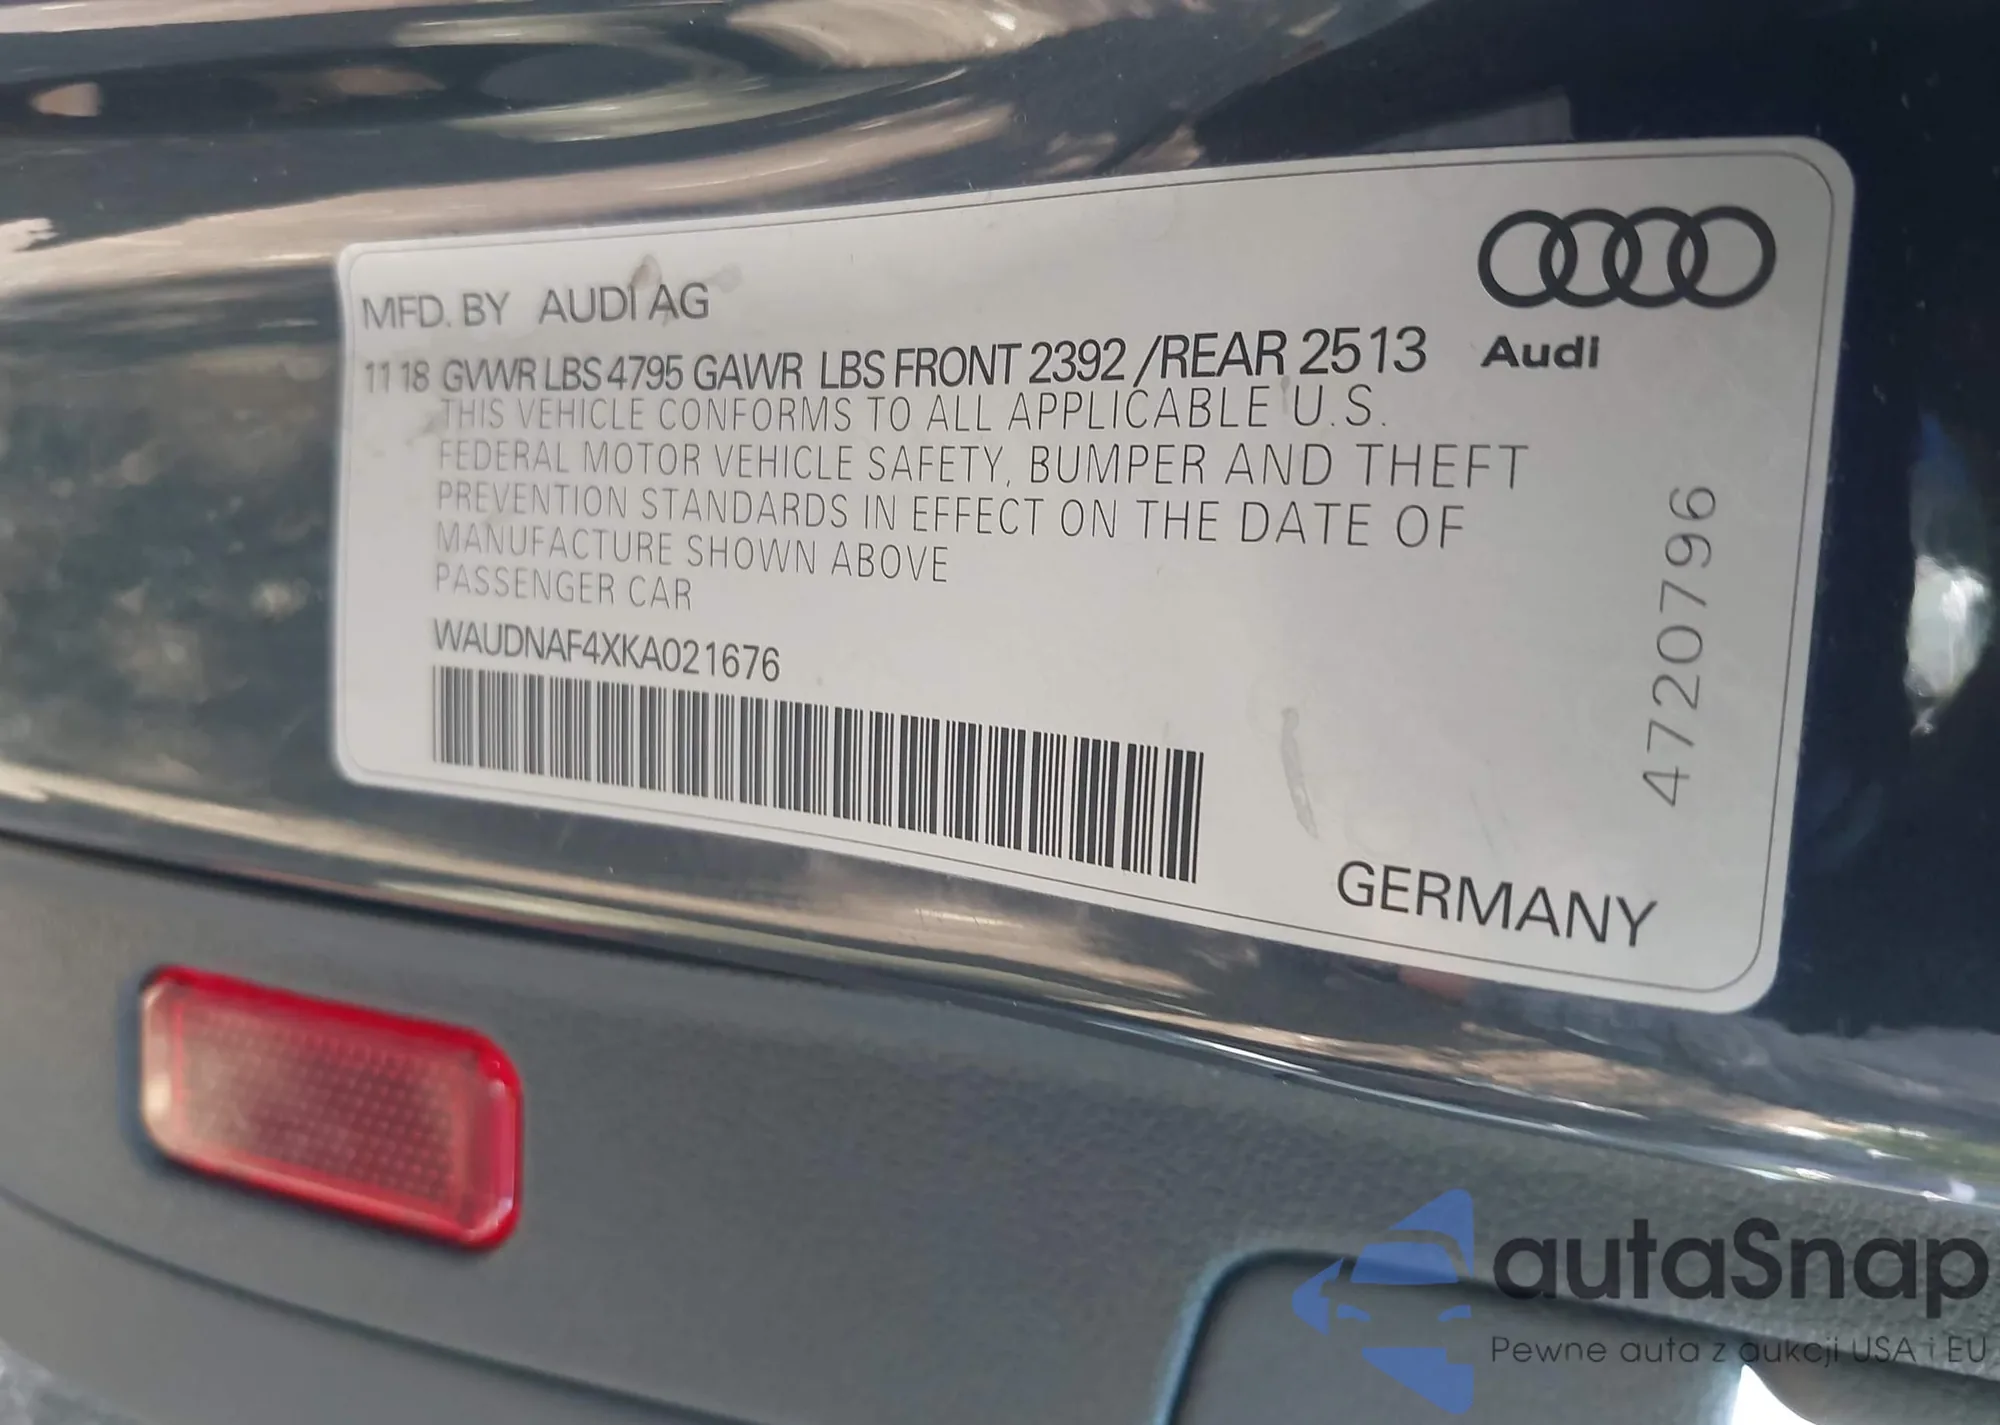 MFD. BY AUDI AG
11 18 GVWR LBS 4795 GAWR LBS FRONT 2392 /REAR 2513
Audi
THIS VEHICLE CONFORMS TO ALL APPLICABLE U.S.
FEDERAL MOTOR VEHICLE SAFETY, BUMPER AND THEFT
PREVENTION STANDARDS IN EFFECT ON THE DATE OF
MANUFACTURE SHOWN ABOVE
PASSENGER CAR
WAUDNAF4XKA021676
4720796
GERMANY
autaSnap
Pewne auta z aukcji USA i EU